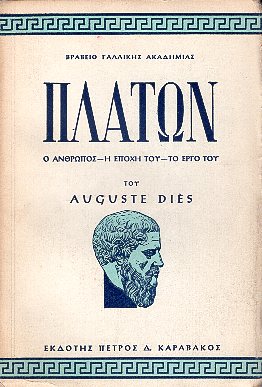 ΒΡΑΒΕΙΟ ΓΑΛΛΙΚΗΣ ΑΚΑΔΗΜΙΑΣ
ΠΛΑΤΩΝ
Ο ΑΝΘΡΩΠΟΣ—Η ΕΠΟΧΗ ΤΟΥ—ΤΟ ΕΡΓΟ ΤΟΥ
ΤΟΥ
AUGUSTE DIÈS
ΕΚΔΟΤΗΣ ΠΕΤΡΟΣ Δ. ΚΑΡΑΒΑΚΟΣ